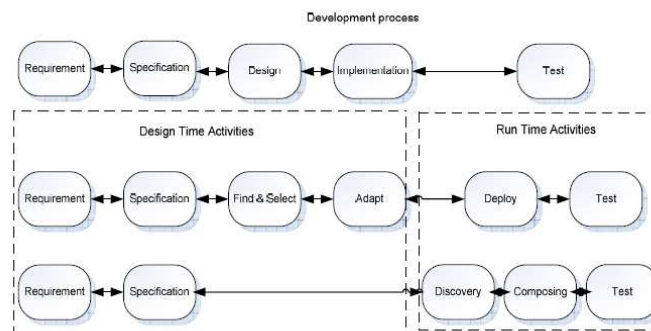 Development process
Requirement Specification Design Implementation Test
Design Time Activities Run Time Activities
Requirement Specification Find & Select Adapt Deploy Test
Requirement Specification Discovery Composing Test